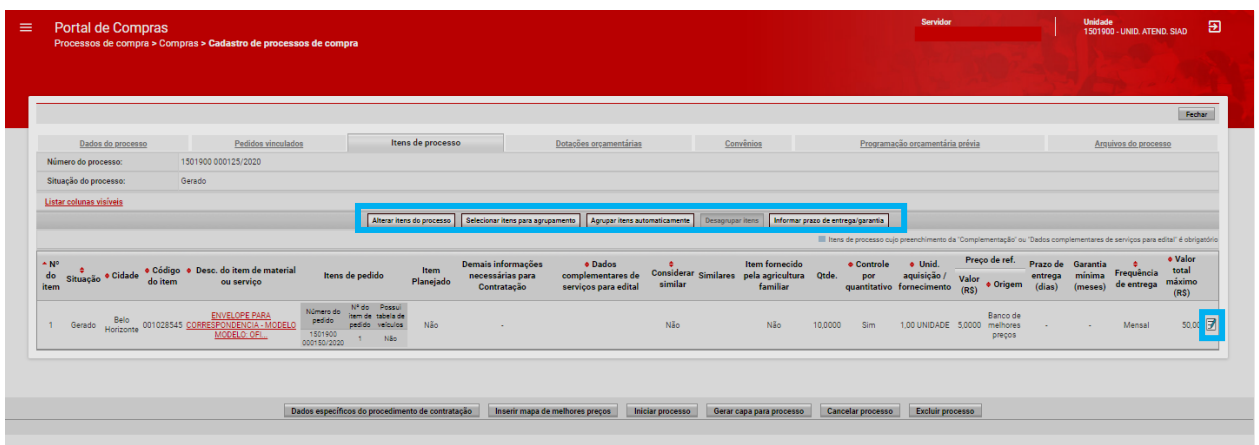 Portal de Compras
Processos de compra > Compras > Cadastro de processos de compra
Servidor
Unidade
1501900 - UNID. ATEND. SIAD
Fechar
Dados do processo
Pedidos vinculados
Itens de processo
Dotações orçamentárias
Convênios
Programação orçamentária prévia
Arquivos do processo
Número do processo: 1501900 000125/2020
Situação do processo: Gerado
Listar colunas visíveis
Alterar itens do processo
Selecionar itens para agrupamento
Agrupar itens automaticamente
Desagrupar itens
Informar prazo de entrega/garantia
Itens de processo cujo preenchimento da "Complementação" ou "Dados complementares de serviços para edital" é obrigatório
Nº do item
Situação
Cidade
Código do item
Desc. do item de material ou serviço
Itens de pedido
Item Planejado
Demais informações necessárias para Contratação
Dados complementares de serviços para edital
Considerar similar
Similares
Item fornecido pela agricultura familiar
Qtde.
Controle por quantitativo
Unid. aquisição / fornecimento
Preço de ref.
Valor (R$)
Origem
Prazo de entrega (dias)
Garantia mínima (meses)
Frequência de entrega
Valor total máximo (R$)
1
Gerado
Belo Horizonte
001028545
ENVELOPE PARA
CORRESPONDENCIA - MODELO
MODELO: OFI...
Número do pedido
Nº do item de pedido
Possui tabela de veículos
1501900 000150/2020
1
Não
Não
-
Não
Não
10,0000
Sim
1,00 UNIDADE
5,0000
Banco de melhores preços
-
-
Mensal
50,00
Dados específicos do procedimento de contratação
Inserir mapa de melhores preços
Iniciar processo
Gerar capa para processo
Cancelar processo
Excluir processo